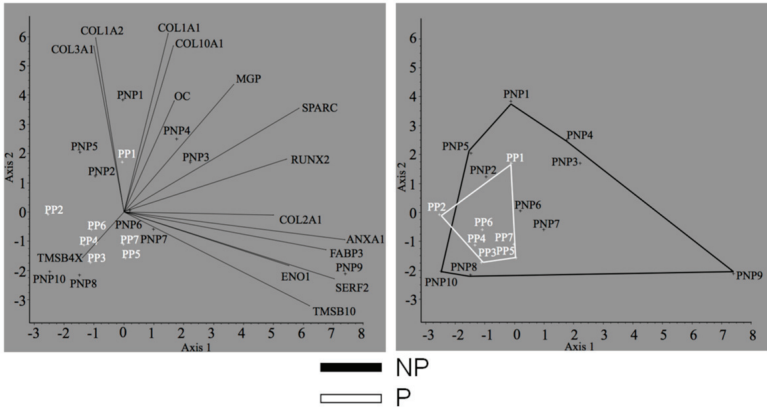 COL1A2 COL1A1
COL3A1 COL10A1
PNP1 OC MGP
SPARC
PNP4
PNP5 PP1 PNP3
PNP2 RUNX2
PP2
PP6 PNP6 COL2A1
PP4 PP7 PNP7 ANXA1
TMSB4X PP3 PP5 FABP3
PNP10 PNP8 ENO1 PNP9
SERF2
TMSB10
6
5
4
3
2
1
0
-1
-2
-3
Axis 2
-3 -2 -1 0 1 2 3 4 5 6 7 8
Axis 1
PNP1
PNP4
PNP5
PP1 PNP3
PNP2
PP2 PNP6
PP6 PNP7
PP4 PP7
PP3 PP5
PNP8
PNP10 PNP9
6
5
4
3
2
1
0
-1
-2
-3
Axis 2
-3 -2 -1 0 1 2 3 4 5 6 7 8
Axis 1
NP
P